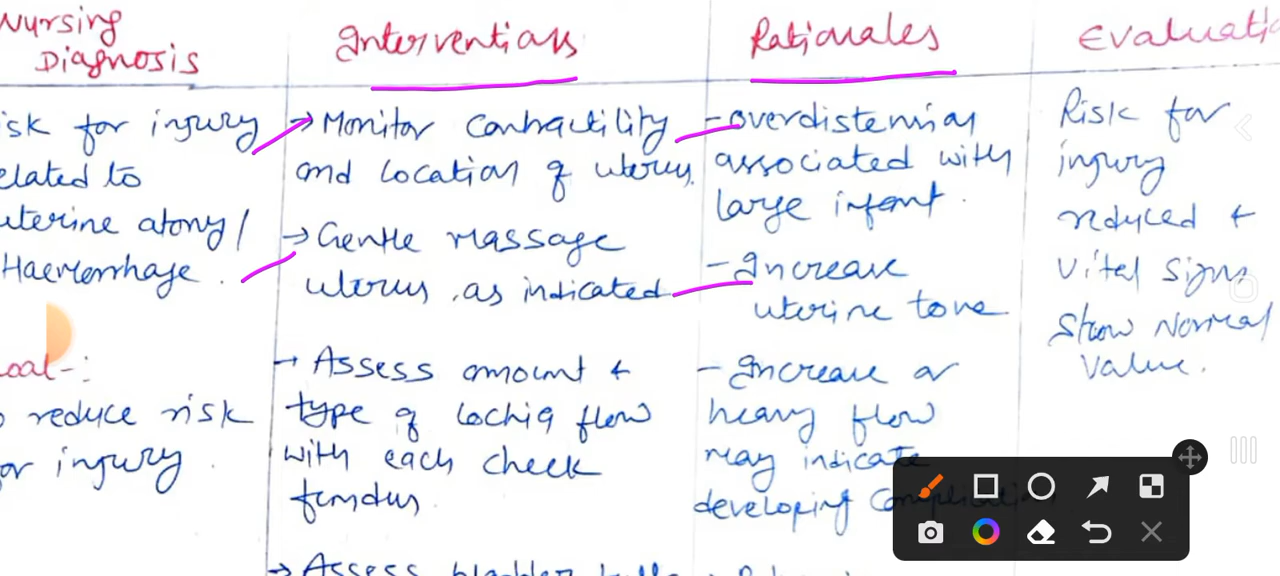 Nursing
Diagnosis
isk for injury
elated to
uterine atony/
Haemorrhage.
oal-:
o reduce risk
or injury.
Interventions
→ Monitor Contractility
and location of uterus.
→ Gentle massage
uterus, as indicated
→ Assess amount &
type of lochia flow
with each check
fundus.
→ Assess bladder
Rationales
- overdistension
associated with
large infant.
- Increase
uterine tone
- Increase or
heavy flow
may indicate
developing
Evaluatio
Risk for
injury
reduced &
Vital signs
Show Normal
Value.